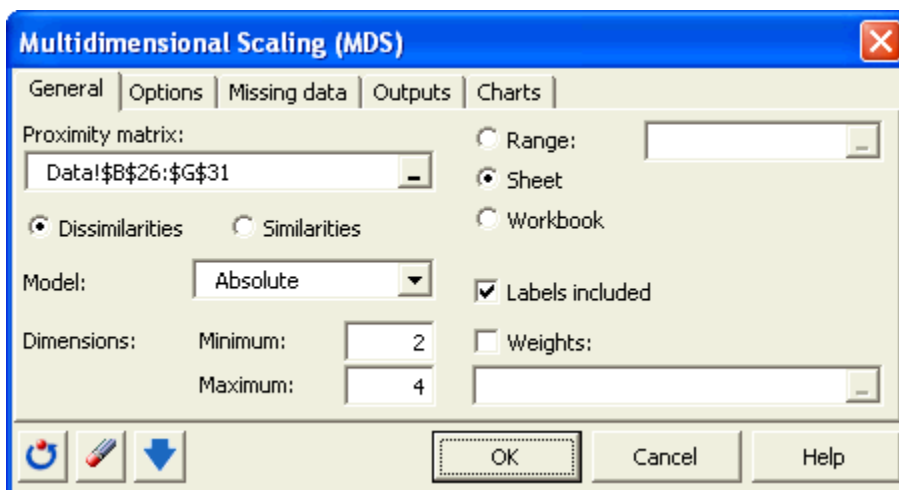 Multidimensional Scaling (MDS)
General Options Missing data Outputs Charts
Proximity matrix:
Data!$B$26:$G$31
Dissimilarities Similarities
Model: Absolute
Dimensions: Minimum: 2
Maximum: 4
Range:
Sheet
Workbook
Labels included
Weights:
OK Cancel Help